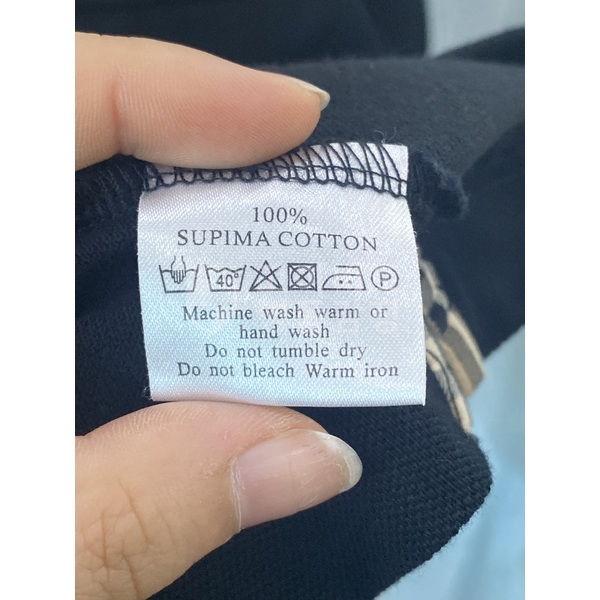 100%
SUPIMA COTTON
40° P
Machine wash warm or
hand wash
Do not tumble dry
Do not bleach Warm iron